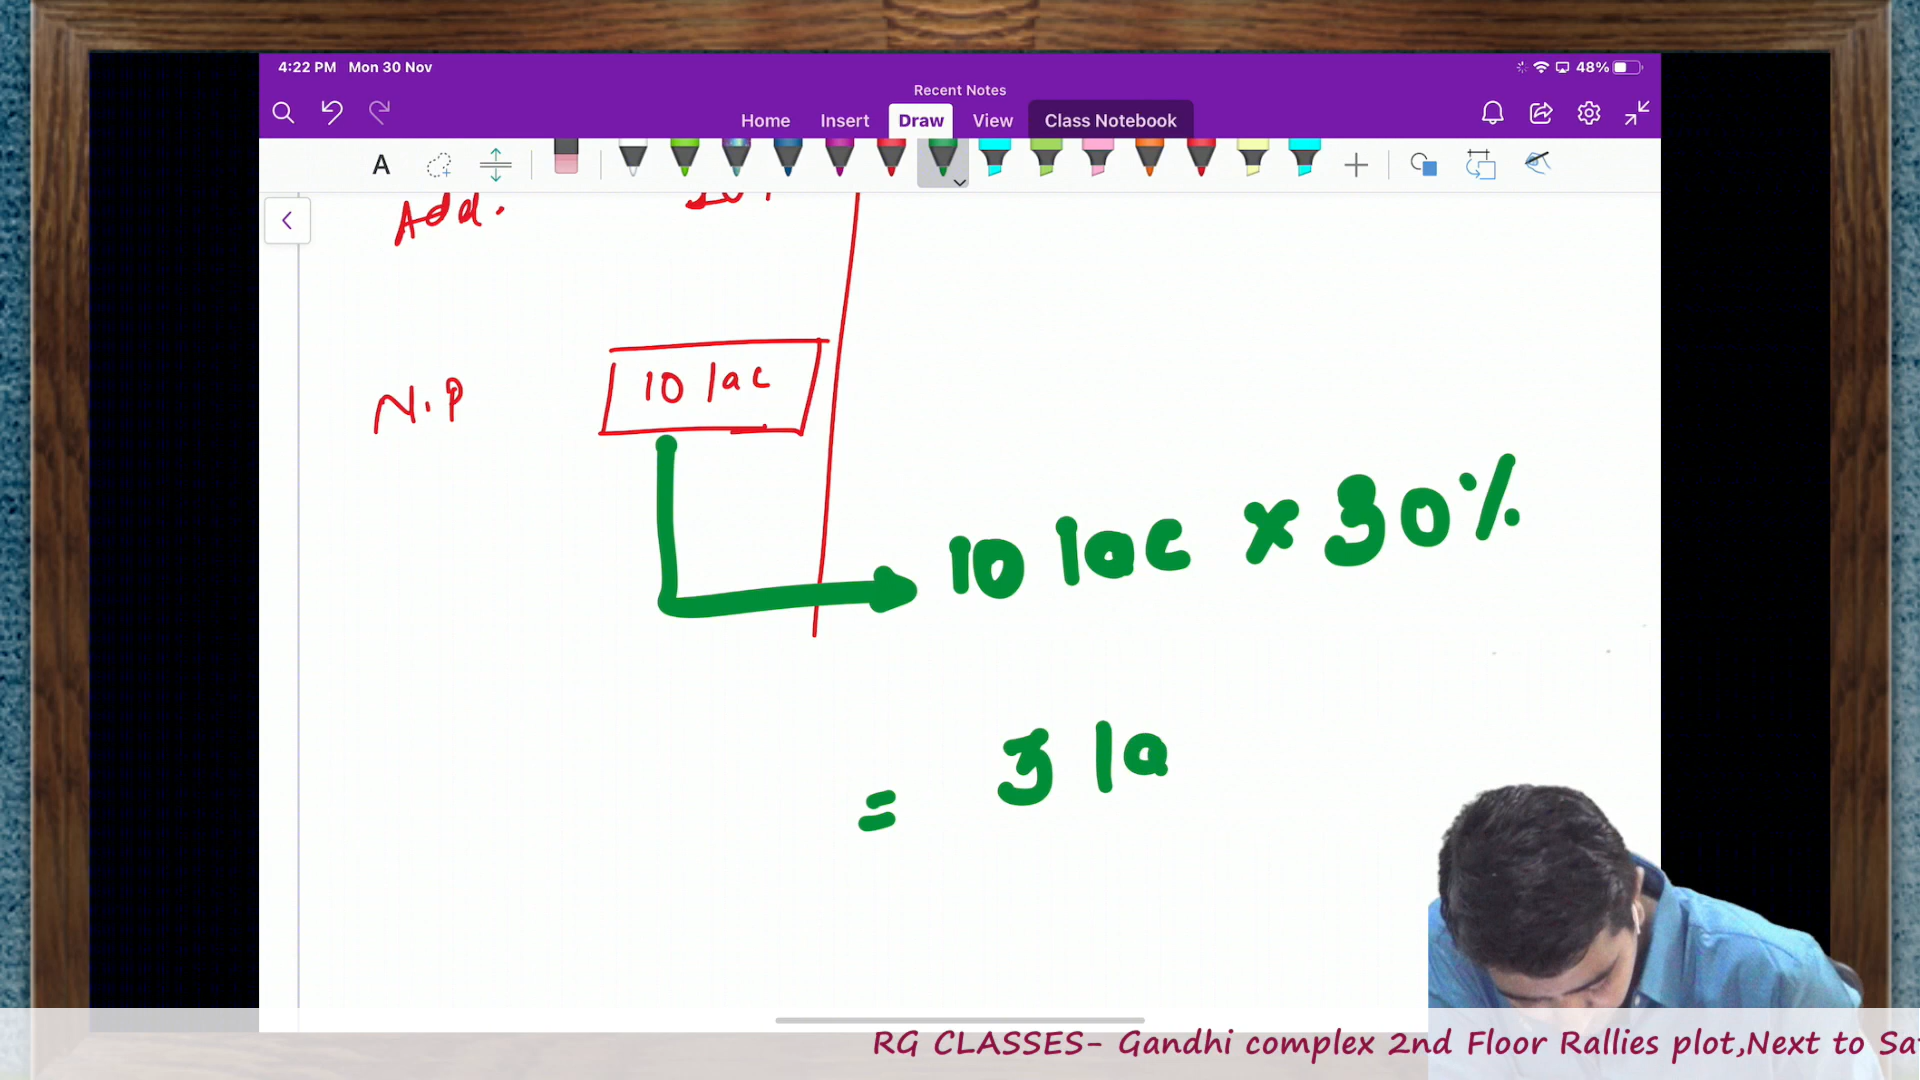 4:22 PM Mon 30 Nov
48%
Recent Notes
Home Insert Draw View Class Notebook
A
Add.
N.P 10 lac
10 lac x 30%
= 3 la
RG CLASSES- Gandhi complex 2nd Floor Rallies plot,Next to Sa